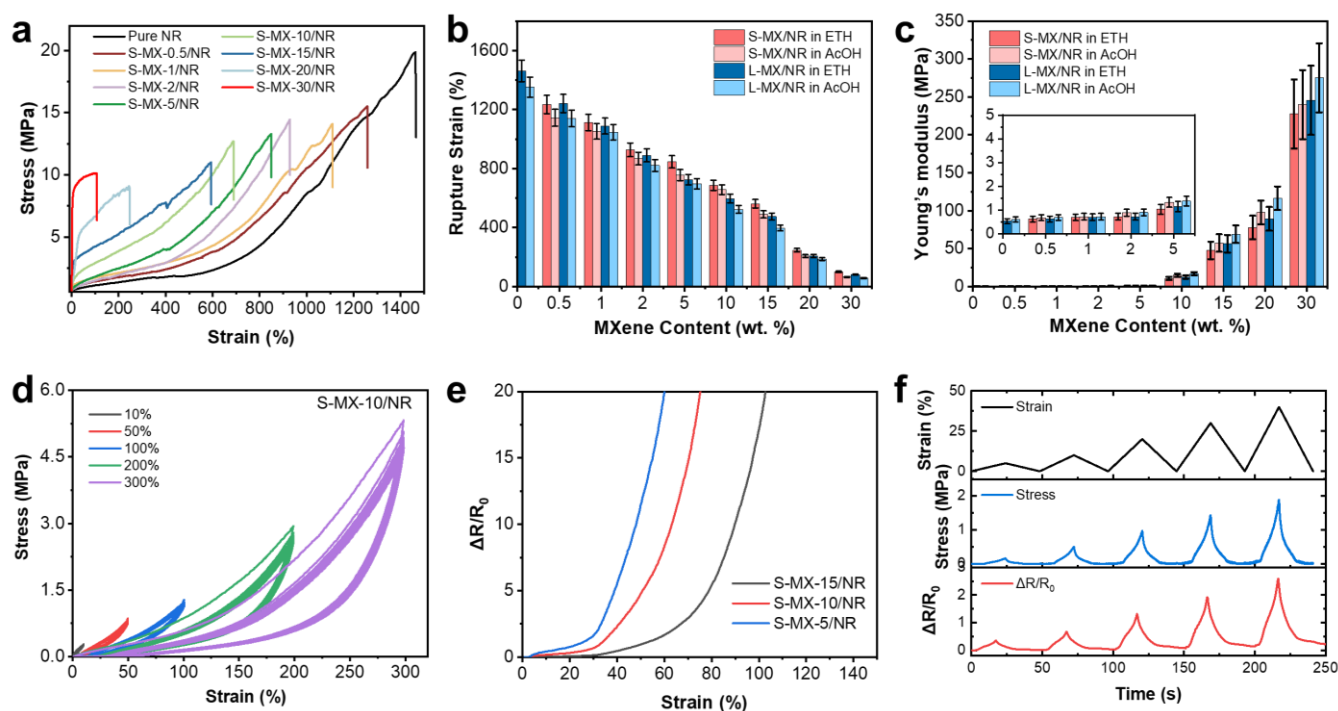 a
Pure NR
S-MX-0.5/NR
S-MX-1/NR
S-MX-2/NR
S-MX-5/NR
S-MX-10/NR
S-MX-15/NR
S-MX-20/NR
S-MX-30/NR
Stress (MPa)
20
15
10
5
0 200 400 600 800 1000 1200 1400
Strain (%)
b
S-MX/NR in ETH
S-MX/NR in AcOH
L-MX/NR in ETH
L-MX/NR in AcOH
Rupture Strain (%)
1600
1200
800
400
0
0 0.5 1 2 5 10 15 20 30
MXene Content (wt. %)
c
S-MX/NR in ETH
S-MX/NR in AcOH
L-MX/NR in ETH
L-MX/NR in AcOH
Young's modulus (MPa)
350
300
250
200
150
100
50
0
5
4
3
2
1
0
0 0.5 1 2 5
0 0.5 1 2 5 10 15 20 30
MXene Content (wt. %)
d
S-MX-10/NR
10%
50%
100%
200%
300%
Stress (MPa)
6.0
4.5
3.0
1.5
0.0
0 50 100 150 200 250 300
Strain (%)
e
ΔR/R0
20
15
10
5
0
S-MX-15/NR
S-MX-10/NR
S-MX-5/NR
0 20 40 60 80 100 120 140
Strain (%)
f
Strain (%)
50
25
0
Strain
Stress (MPa)
2
1
0
Stress
ΔR/R0
2
1
0
ΔR/R0
0 50 100 150 200 250
Time (s)